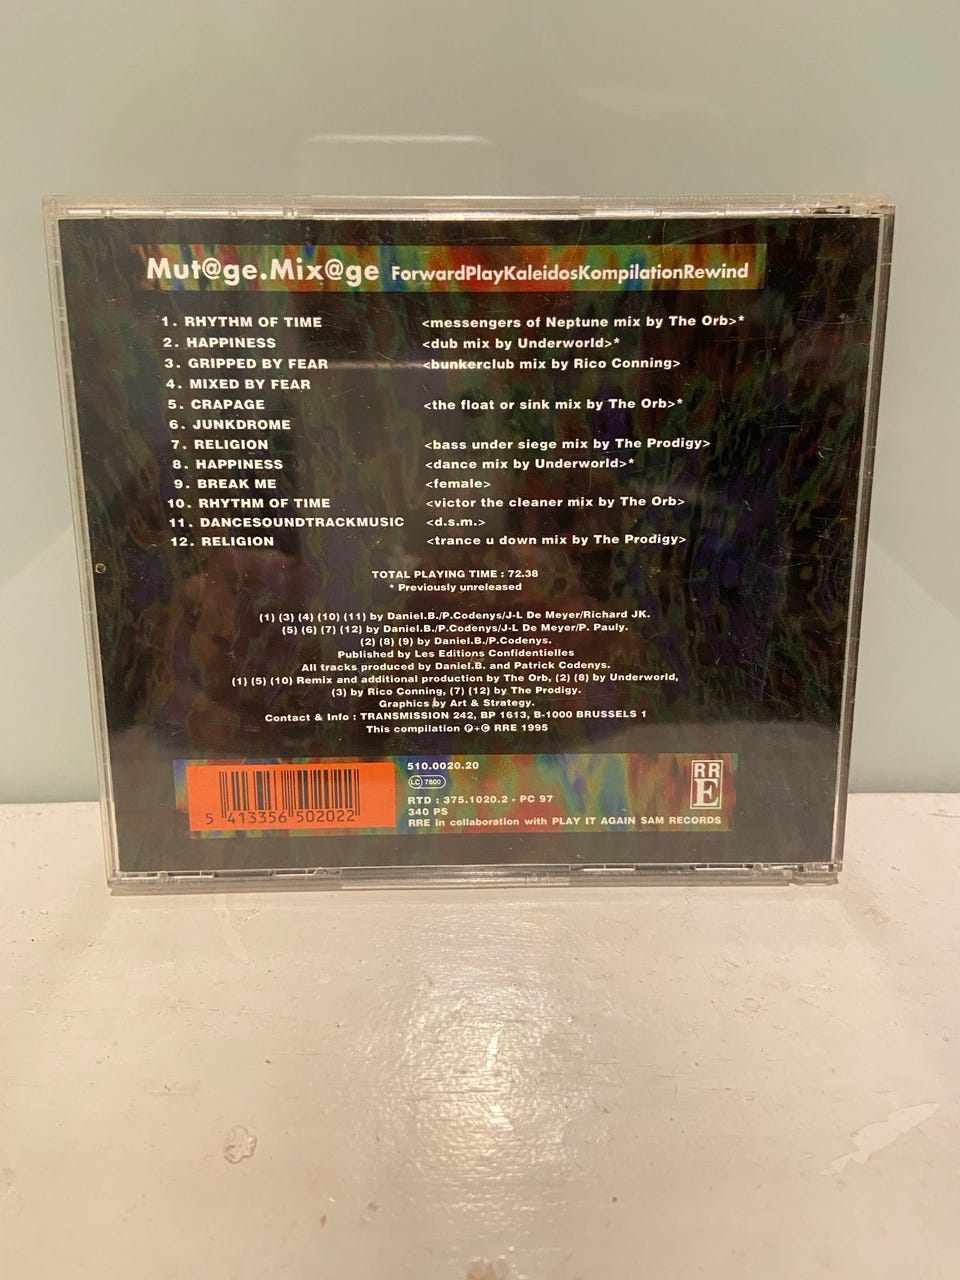 Mut@ge.Mix@ge ForwardPlayKaleidosKompilationRewind
1. RHYTHM OF TIME <messengers of Neptune mix by The Orb>*
2. HAPPINESS <dub mix by Underworld>*
3. GRIPPED BY FEAR <bunkerclub mix by Rico Conning>
4. MIXED BY FEAR
5. CRAPAGE <the float or sink mix by The Orb>*
6. JUNKDROME
7. RELIGION <bass under siege mix by The Prodigy>
8. HAPPINESS <dance mix by Underworld>*
9. BREAK ME <female>
10. RHYTHM OF TIME <victor the cleaner mix by The Orb>
11. DANCESOUNDTRACKMUSIC <d.s.m.>
12. RELIGION <trance u down mix by The Prodigy>
TOTAL PLAYING TIME : 72.38
* Previously unreleased
(1) (3) (4) (10) (11) by Daniel.B./P.Codenys/J-L De Meyer/Richard JK.
(5) (6) (7) (12) by Daniel.B./P.Codenys/J-L De Meyer/P. Pauly.
(2) (8) (9) by Daniel.B./P.Codenys.
Published by Les Editions Confidentielles
All tracks produced by Daniel.B. and Patrick Codenys.
(1) (5) (10) Remix and additional production by The Orb, (2) (8) by Underworld,
(3) by Rico Conning, (7) (12) by The Prodigy.
Graphics by Art & Strategy.
Contact & Info : TRANSMISSION 242, BP 1613, B-1000 BRUSSELS 1
This compilation ℗+© RRE 1995
5 413356 502022
510.0020.20
LC 7800
RTD : 375.1020.2 • PC 97
340 PS
RRE in collaboration with PLAY IT AGAIN SAM RECORDS
RR
E